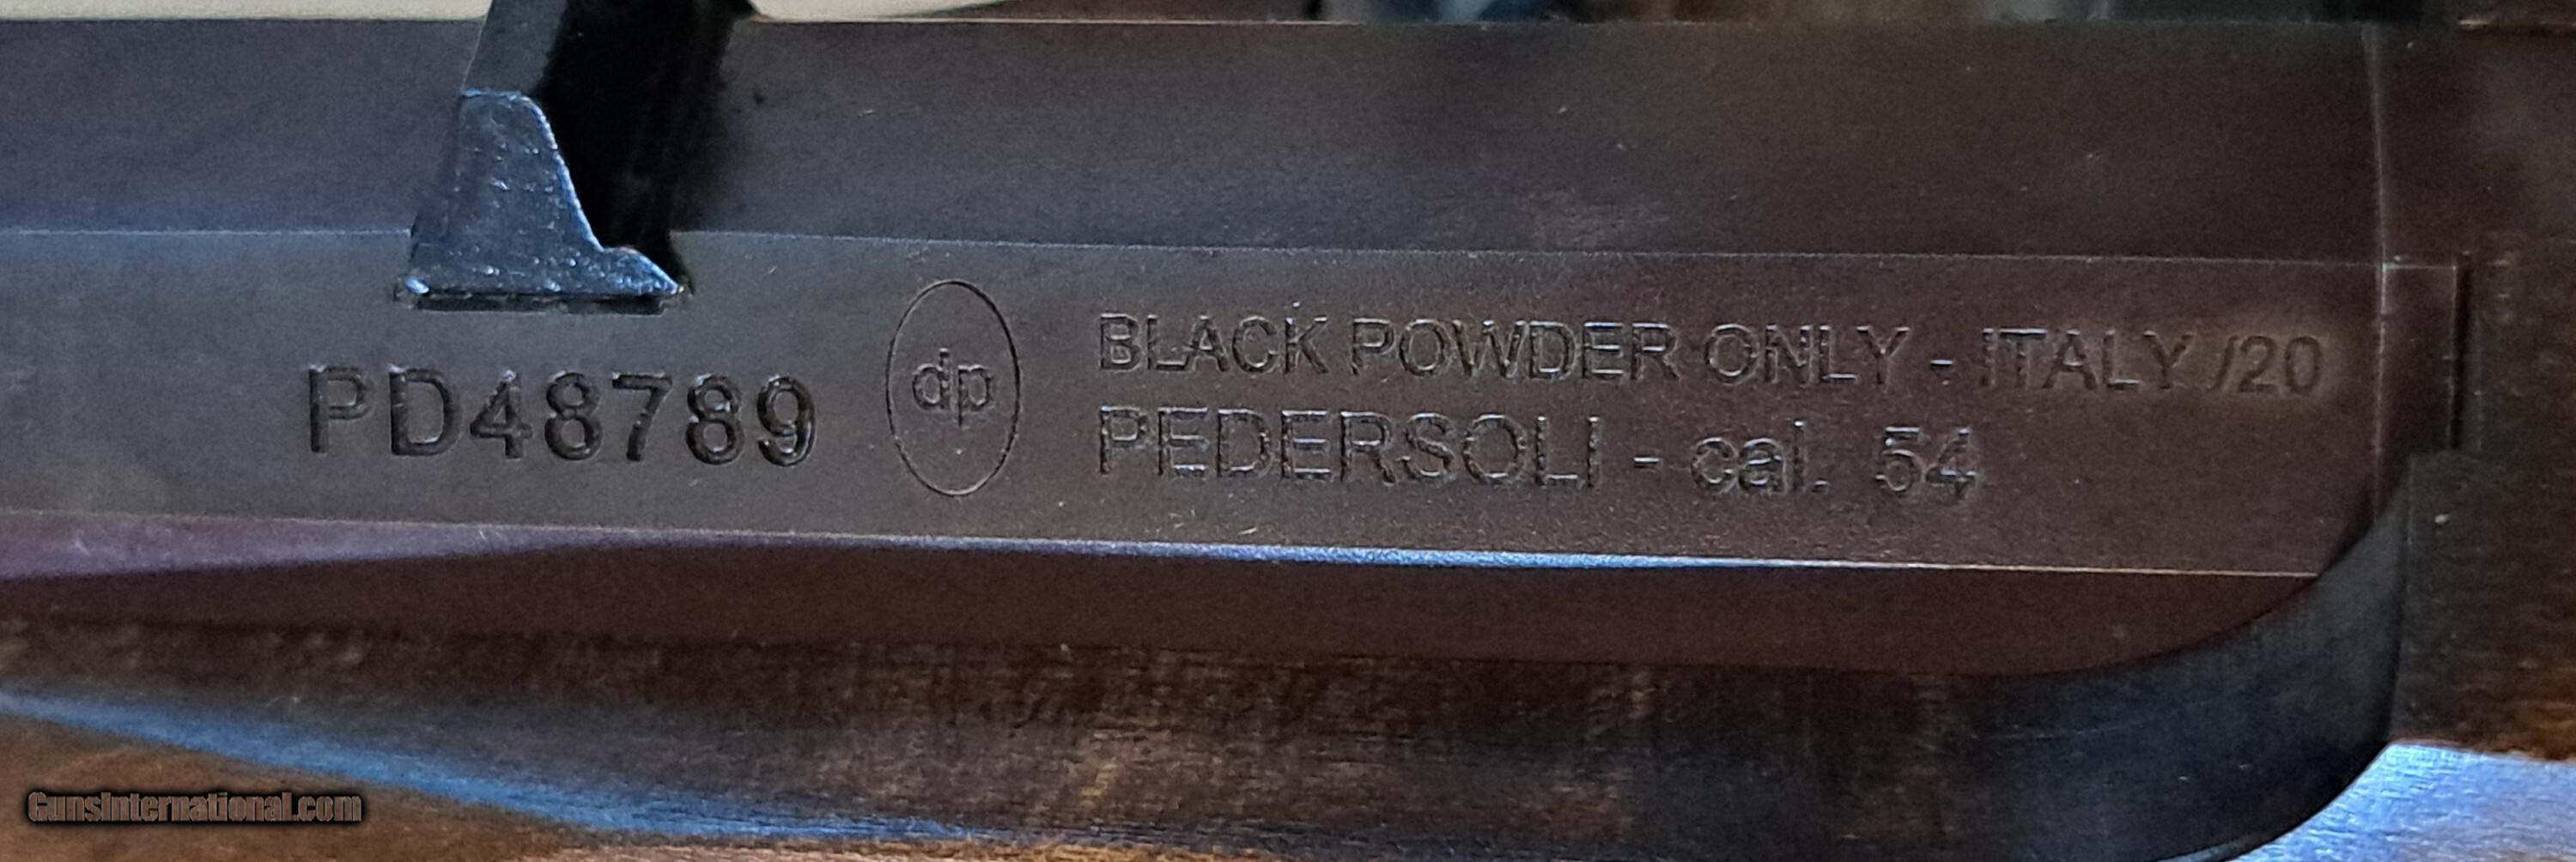 BLACK POWDER ONLY - ITALY /20
PD48789 dp PEDERSOLI - cal. 54
GunsInternational.com